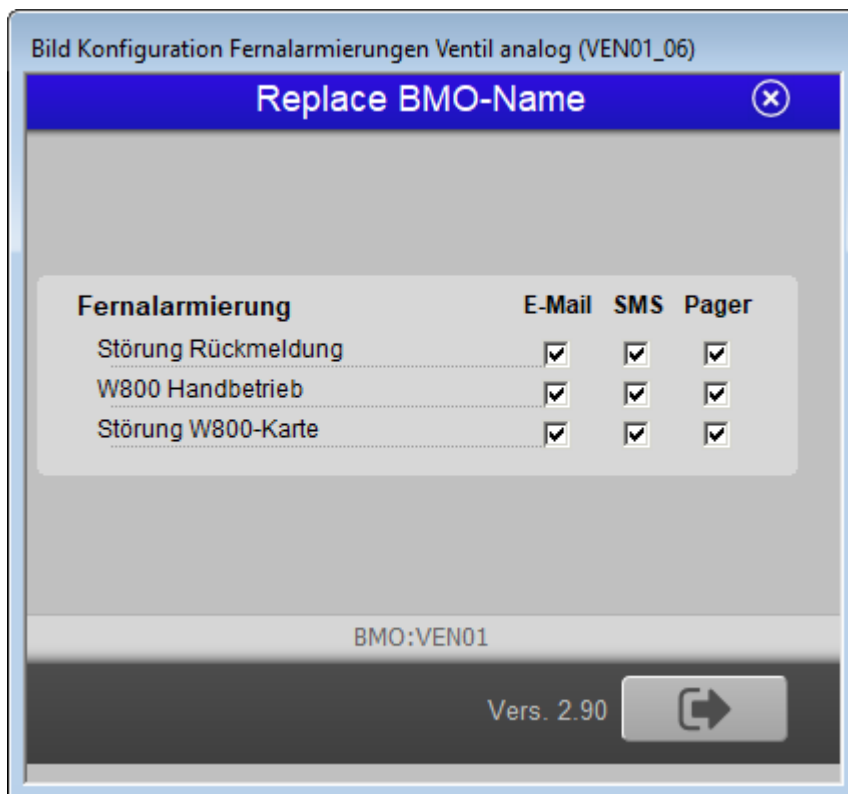 Bild Konfiguration Fernalarmierungen Ventil analog (VEN01_06)
Replace BMO-Name
Fernalarmierung E-Mail SMS Pager
Störung Rückmeldung
W800 Handbetrieb
Störung W800-Karte
BMO:VEN01
Vers. 2.90